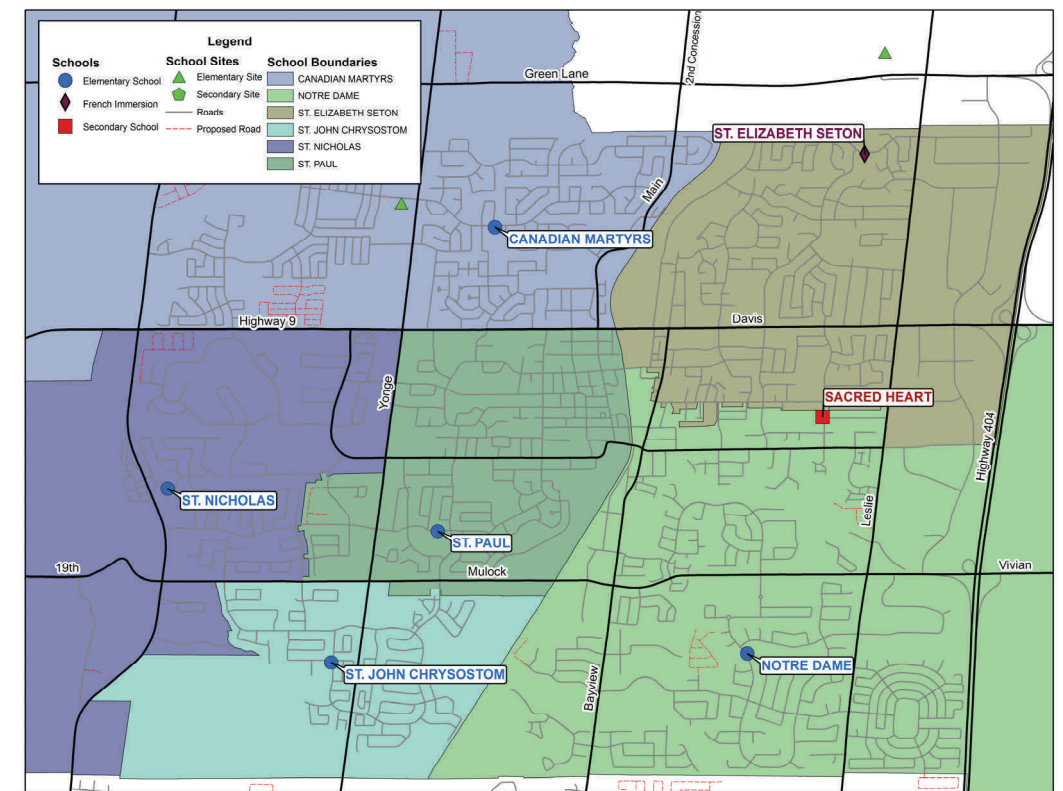 Legend
Schools
Elementary School
French Immersion
Secondary School
School Sites
Elementary Site
Secondary Site
Roads
Proposed Road
School Boundaries
CANADIAN MARTYRS
NOTRE DAME
ST. ELIZABETH SETON
ST. JOHN CHRYSOSTOM
ST. NICHOLAS
ST. PAUL
2nd Concession
Green Lane
ST. ELIZABETH SETON
Main
CANADIAN MARTYRS
Highway 9
Davis
Yonge
SACRED HEART
Highway 404
ST. NICHOLAS
Leslie
ST. PAUL
19th
Mulock
Vivian
ST. JOHN CHRYSOSTOM
NOTRE DAME
Bayview